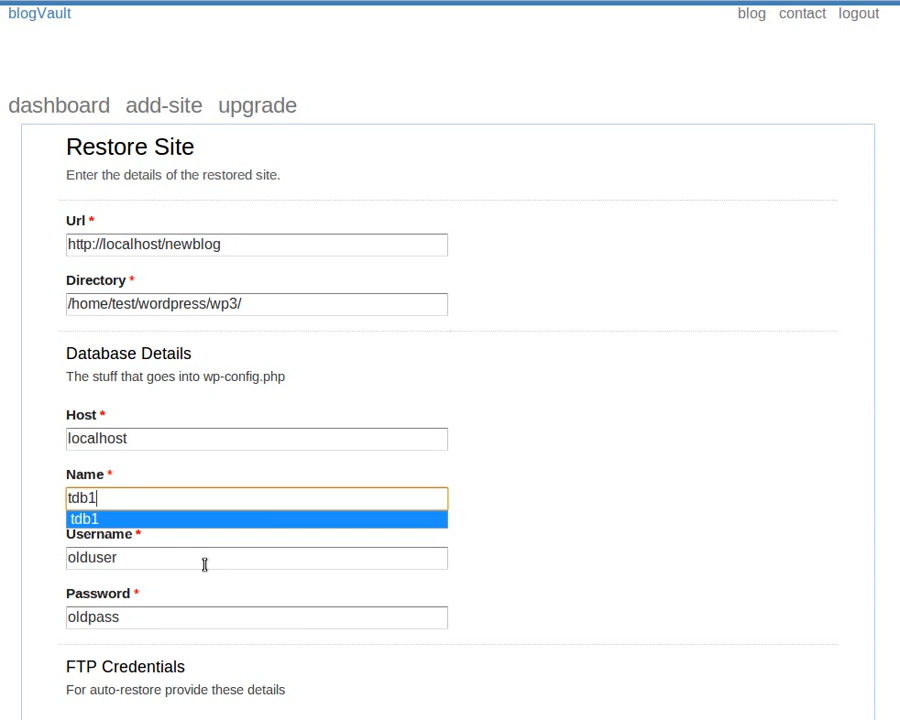 blogVault
blog contact logout
dashboard add-site upgrade
Restore Site
Enter the details of the restored site.
Url *
http://localhost/newblog
Directory *
/home/test/wordpress/wp3/
Database Details
The stuff that goes into wp-config.php
Host *
localhost
Name *
tdb1
tdb1
Username *
olduser
Password *
oldpass
FTP Credentials
For auto-restore provide these details